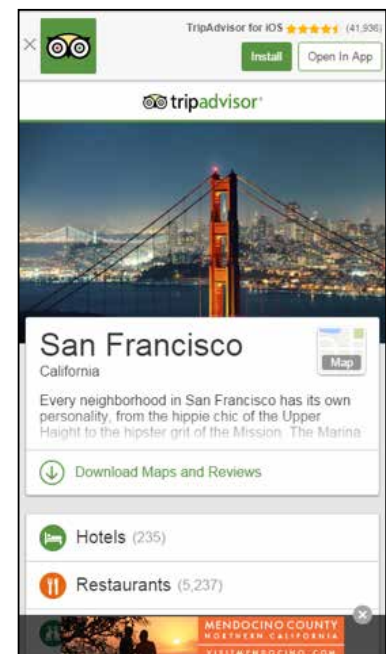 TripAdvisor for iOS (41,936)
Install
Open In App
tripadvisor
San Francisco
California
Map
Every neighborhood in San Francisco has its own
personality, from the hippie chic of the Upper
Haight to the hipster grit of the Mission. The Marina
Download Maps and Reviews
Hotels (235)
Restaurants (5,237)
MENDOCINO COUNTY
NORTHERN CALIFORNIA
VISITMENDOCINO.COM